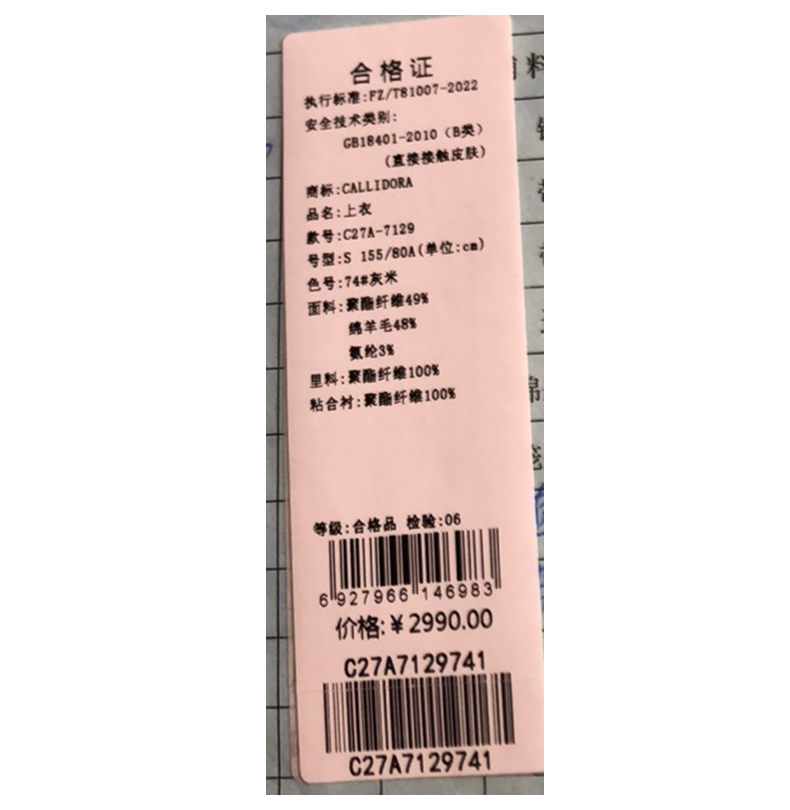 合格证
执行标准:FZ/T81007-2022
安全技术类别:
GB18401-2010（B类）
（直接接触皮肤）
商标:CALLIDORA
品名:上衣
款号:C27A-7129
号型:S 155/80A(单位:cm)
色号:74#灰米
面料:聚酯纤维49%
绵羊毛48%
氨纶3%
里料:聚酯纤维100%
粘合衬:聚酯纤维100%
等级:合格品 检验:06
6 927966 146983
价格:¥2990.00
C27A7129741
C27A7129741
料